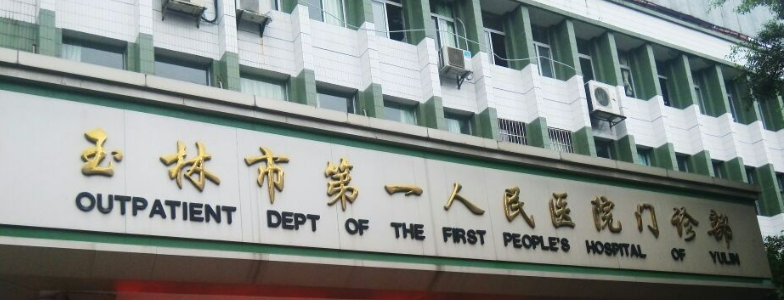 玉林市第一人民医院门诊部
OUTPATIENT DEPT OF THE FIRST PEOPLE'S HOSPITAL OF YULIN